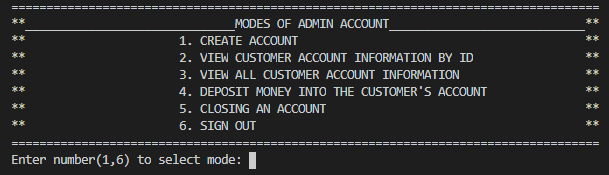 ====================================================================================
**______________________________MODES OF ADMIN ACCOUNT____________________________**
** 1. CREATE ACCOUNT **
** 2. VIEW CUSTOMER ACCOUNT INFORMATION BY ID **
** 3. VIEW ALL CUSTOMER ACCOUNT INFORMATION **
** 4. DEPOSIT MONEY INTO THE CUSTOMER'S ACCOUNT **
** 5. CLOSING AN ACCOUNT **
** 6. SIGN OUT **
====================================================================================
Enter number(1,6) to select mode: